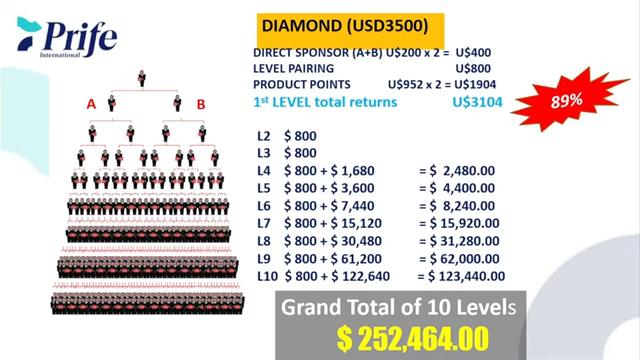 Prife
International
DIAMOND (USD3500)
DIRECT SPONSOR (A+B) U$200 x 2 = U$400
LEVEL PAIRING U$800
PRODUCT POINTS U$952 x 2 = U$1904
1st LEVEL total returns U$3104
89%
A B
L2 $ 800
L3 $ 800
L4 $ 800 + $ 1,680 = $ 2,480.00
L5 $ 800 + $ 3,600 = $ 4,400.00
L6 $ 800 + $ 7,440 = $ 8,240.00
L7 $ 800 + $ 15,120 = $ 15,920.00
L8 $ 800 + $ 30,480 = $ 31,280.00
L9 $ 800 + $ 61,200 = $ 62,000.00
L10 $ 800 + $ 122,640 = $ 123,440.00
Grand Total of 10 Levels
$ 252,464.00